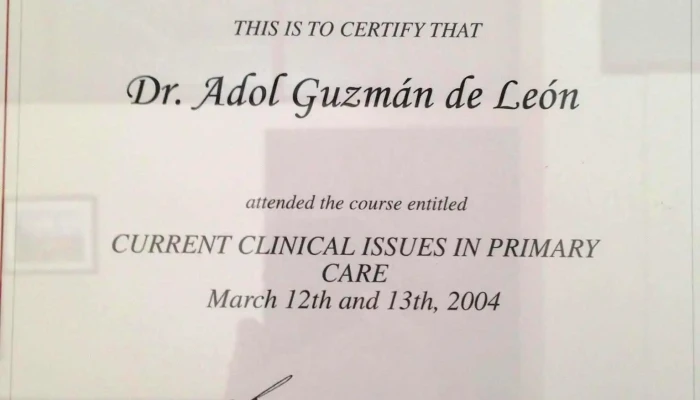 THIS IS TO CERTIFY THAT
Dr. Adol Guzmán de León
attended the course entitled
CURRENT CLINICAL ISSUES IN PRIMARY
CARE
March 12th and 13th, 2004